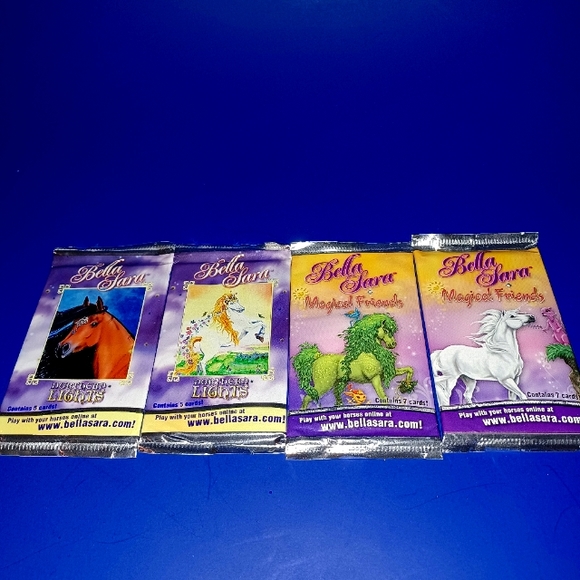 Bella
Sara
Northern
Lights
Contains 5 cards!
Play with your horses online at
www.bellasara.com!
Bella
Sara
Northern
Lights
Contains 5 cards!
Play with your horses online at
www.bellasara.com!
Bella
Sara
Magical Friends
Contains 7 cards!
Play with your horses online at
www.bellasara.com!
Bella
Sara
Magical Friends
Contains 7 cards!
Play with your horses online at
www.bellasara.com!